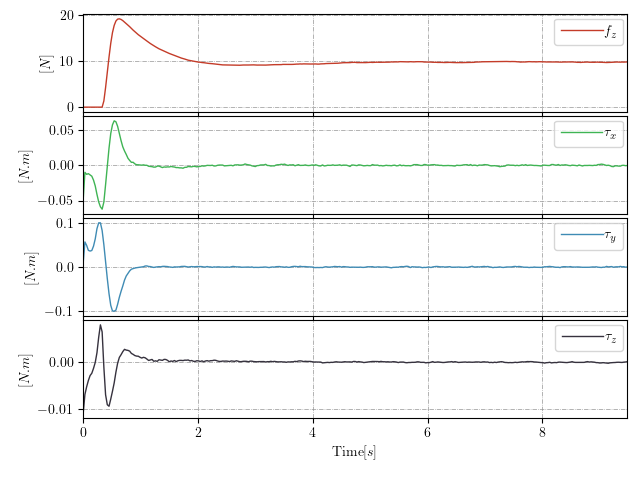 20
10
0
[N]
f_z
0.05
0.00
−0.05
[N.m]
τ_x
0.1
0.0
−0.1
[N.m]
τ_y
0.00
−0.01
[N.m]
τ_z
0 2 4 6 8
Time[s]